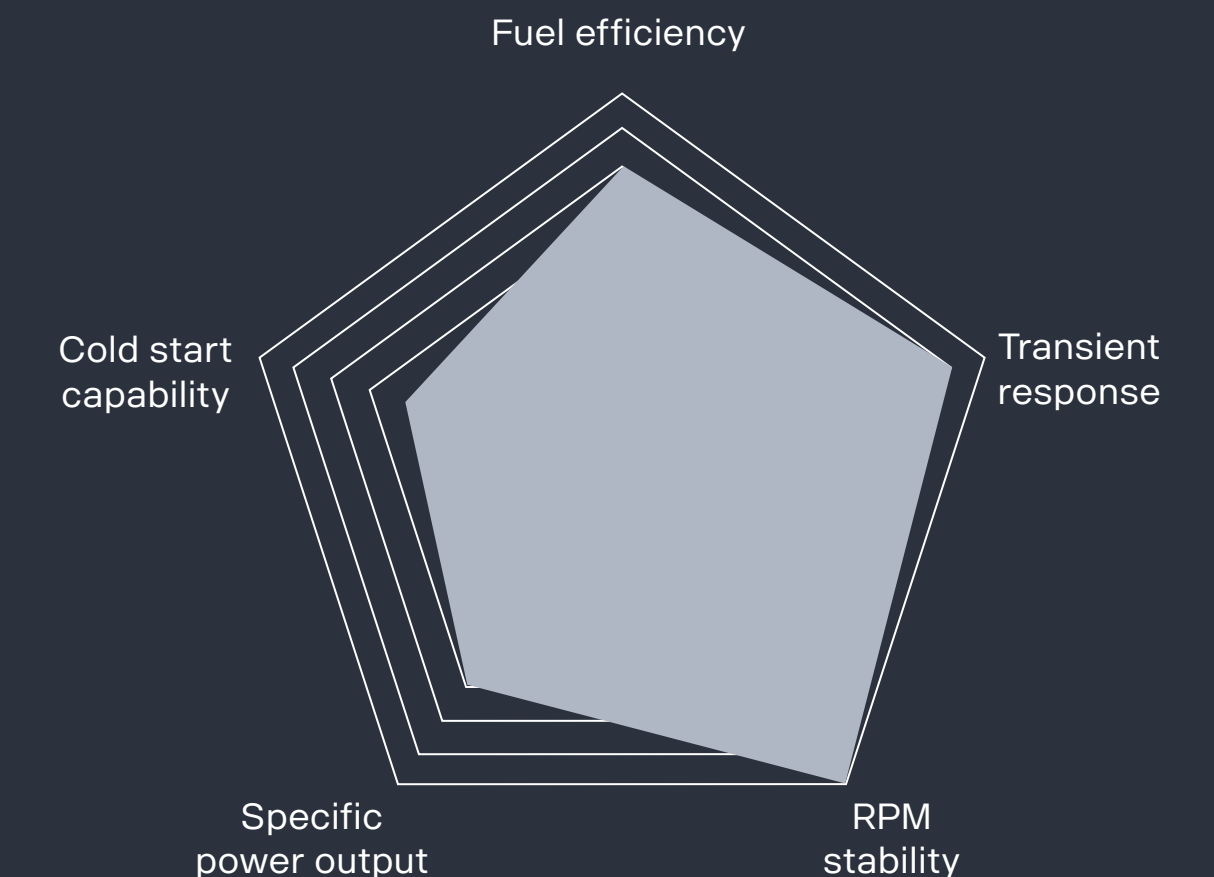 Fuel efficiency
Cold start
capability
Transient
response
Specific
power output
RPM
stability